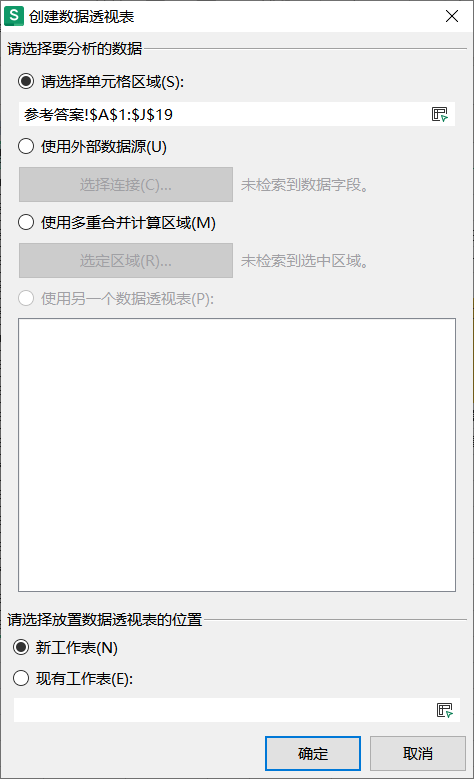 S 创建数据透视表
请选择要分析的数据
请选择单元格区域(S):
参考答案!$A$1:$J$19
使用外部数据源(U)
选择连接(C)... 未检索到数据字段。
使用多重合并计算区域(M)
选定区域(R)... 未检索到选中区域。
使用另一个数据透视表(P):
请选择放置数据透视表的位置
新工作表(N)
现有工作表(E):
确定 取消